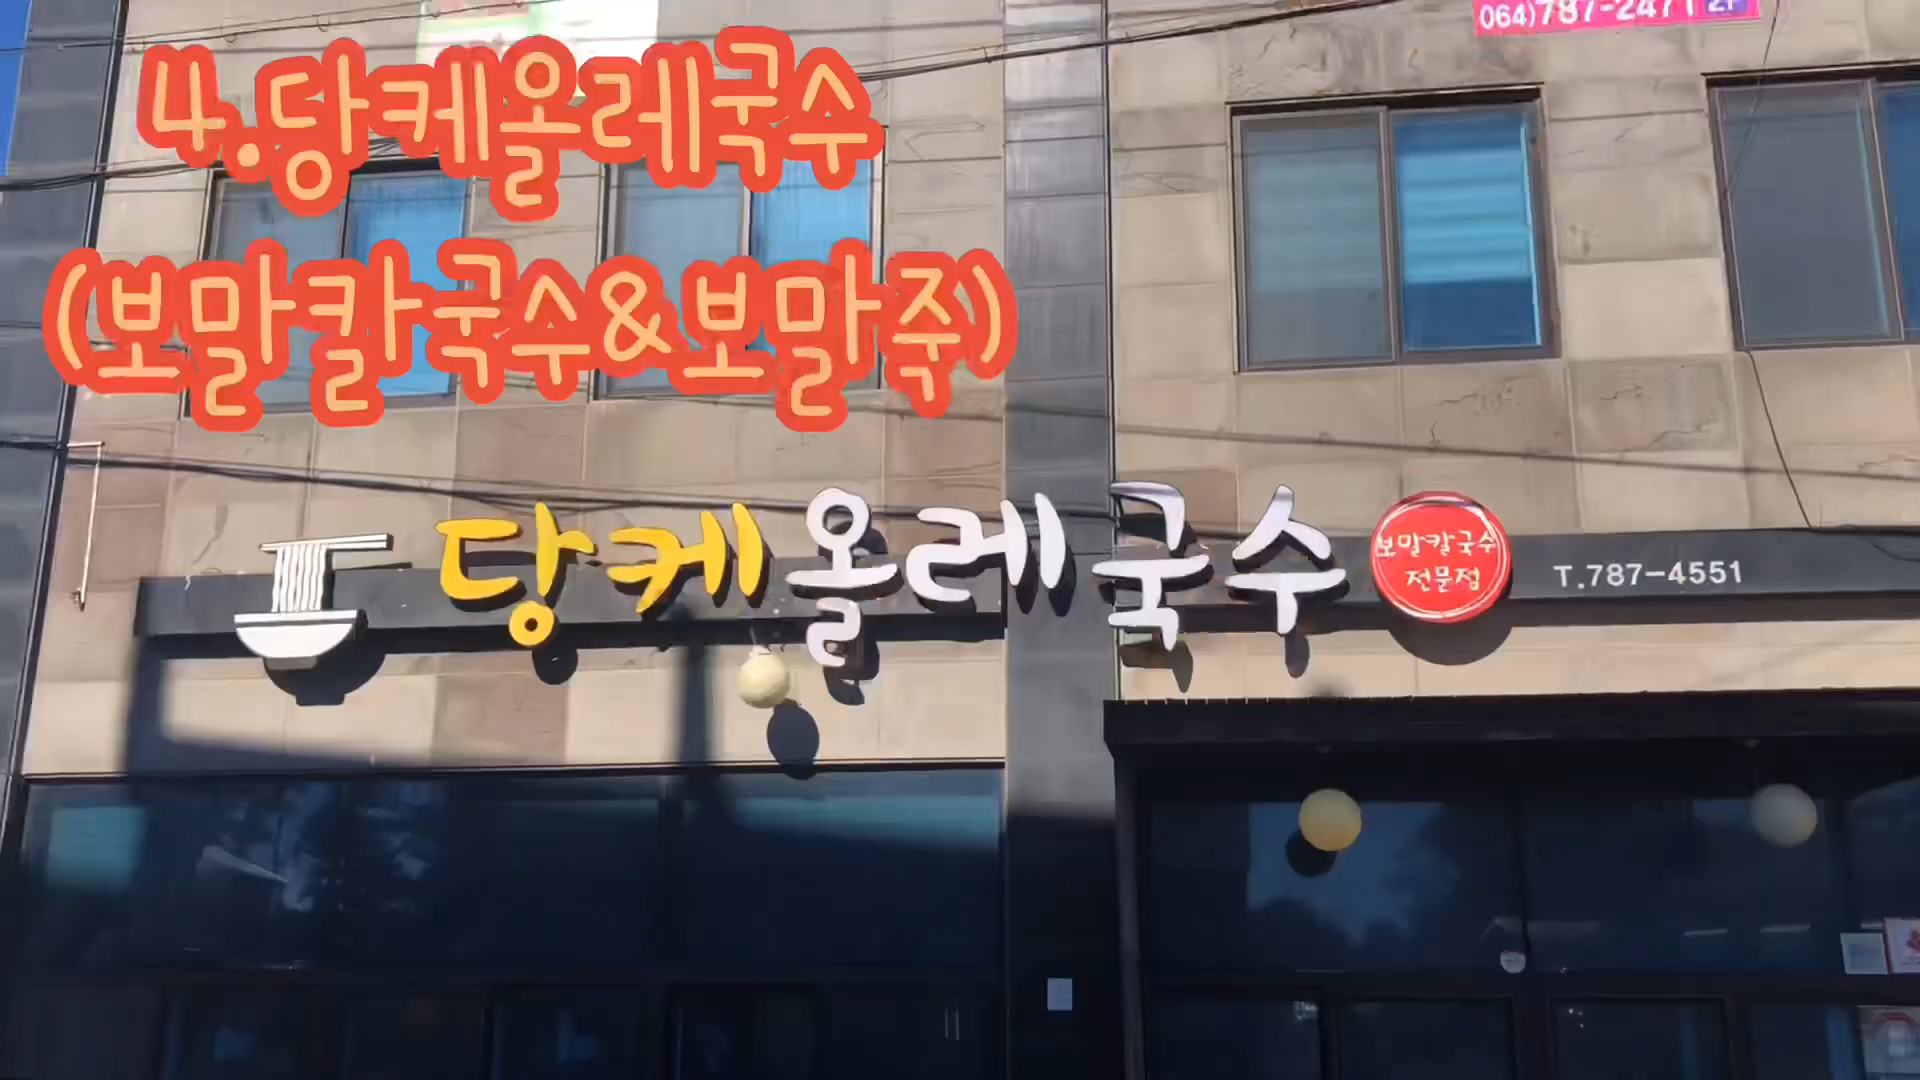 064)787-2471 2F
4.당케올레국수
(보말칼국수&보말죽)
당케올레국수
보말칼국수
전문점
T.787-4551